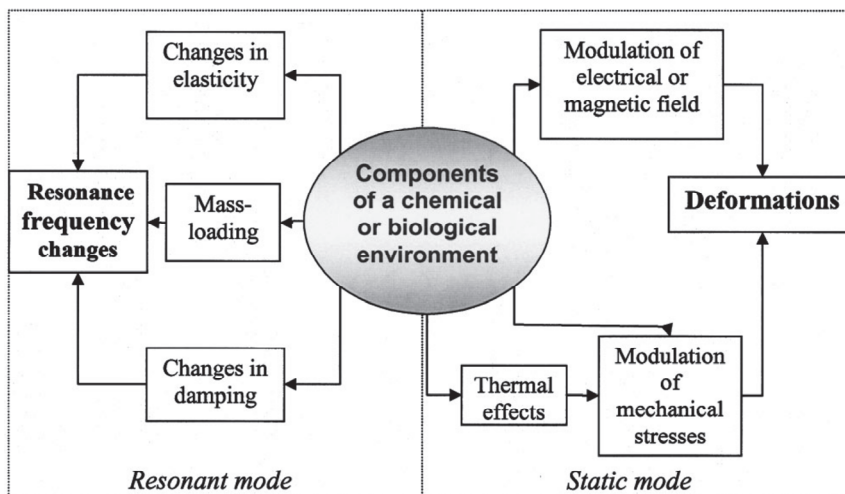 Changes in
elasticity
Modulation of
electrical or
magnetic field
Components
of a chemical
or biological
environment
Resonance
frequency
changes
Mass-
loading
Deformations
Changes in
damping
Thermal
effects
Modulation
of
mechanical
stresses
Resonant mode
Static mode